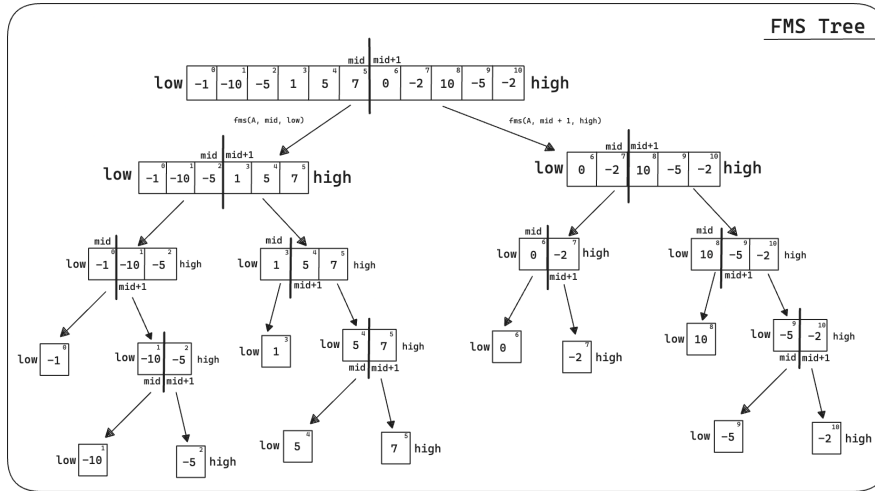 FMS Tree
mid mid+1
0 1 2 3 4 5 6 7 8 9 10
low -1 -10 -5 1 5 7 0 -2 10 -5 -2 high
fms(A, mid, low) fms(A, mid + 1, high)
mid mid+1
0 1 2 3 4 5
low -1 -10 -5 1 5 7 high
mid mid+1
6 7 8 9 10
low 0 -2 10 -5 -2 high
mid
0 1 2
low -1 -10 -5 high
mid+1
mid
3 4 5
low 1 5 7 high
mid+1
mid
6 7
low 0 -2 high
mid+1
mid
8 9 10
low 10 -5 -2 high
mid+1
0
low -1
1 2
low -10 -5 high
mid mid+1
3
low 1
4 5
low 5 7 high
mid mid+1
6
low 0
7
-2 high
8
low 10
9 10
low -5 -2 high
mid mid+1
1
low -10
2
-5 high
4
low 5
5
7 high
9
low -5
10
-2 high